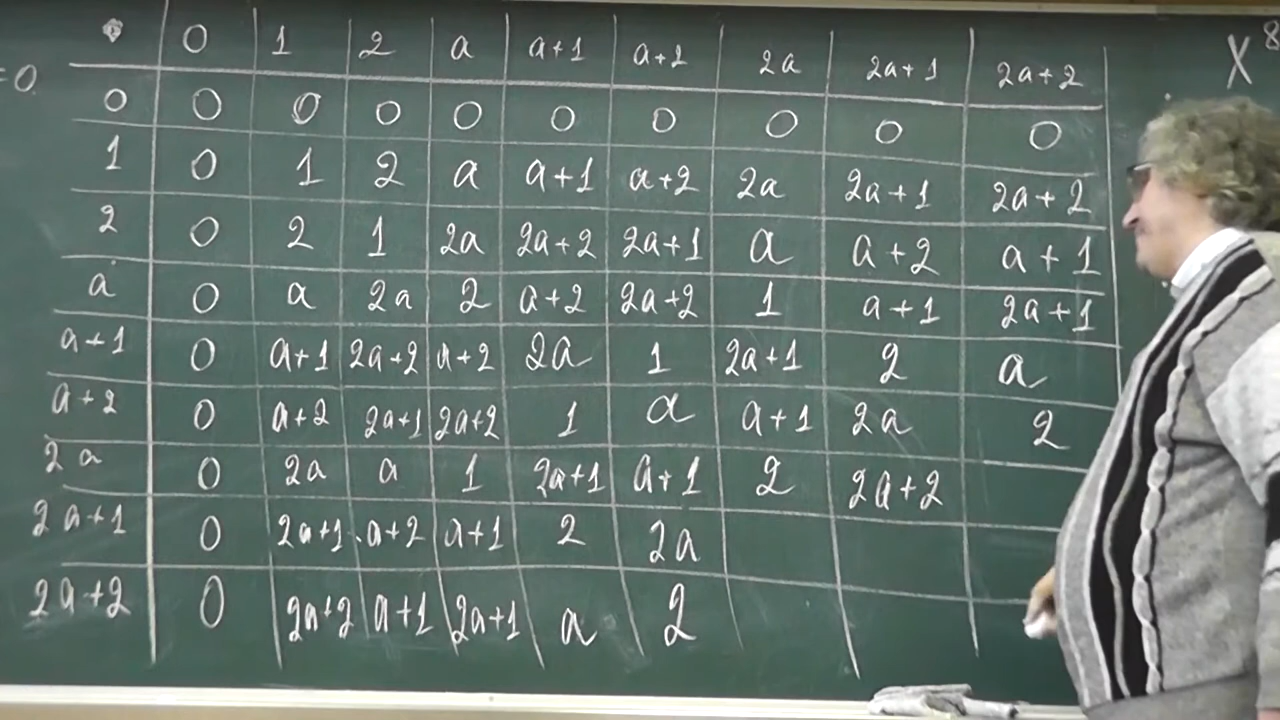 0 1 2 a a+1 a+2 2a 2a+1 2a+2
0 0 0 0 0 0 0 0 0 0
1 0 1 2 a a+1 a+2 2a 2a+1 2a+2
2 0 2 1 2a 2a+2 2a+1 a a+2 a+1
a 0 a 2a 2 a+2 2a+2 1 a+1 2a+1
a+1 0 a+1 2a+2 a+2 2a 1 2a+1 2 a
a+2 0 a+2 2a+1 2a+2 1 a a+1 2a 2
2a 0 2a a 1 2a+1 a+1 2 2a+2
2a+1 0 2a+1 a+2 a+1 2 2a
2a+2 0 2a+2 a+1 2a+1 a 2
=0
X⁸